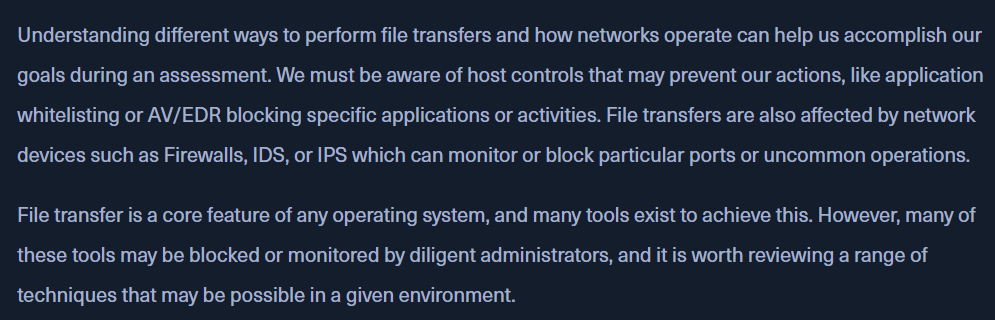 Understanding different ways to perform file transfers and how networks operate can help us accomplish our
goals during an assessment. We must be aware of host controls that may prevent our actions, like application
whitelisting or AV/EDR blocking specific applications or activities. File transfers are also affected by network
devices such as Firewalls, IDS, or IPS which can monitor or block particular ports or uncommon operations.
File transfer is a core feature of any operating system, and many tools exist to achieve this. However, many of
these tools may be blocked or monitored by diligent administrators, and it is worth reviewing a range of
techniques that may be possible in a given environment.